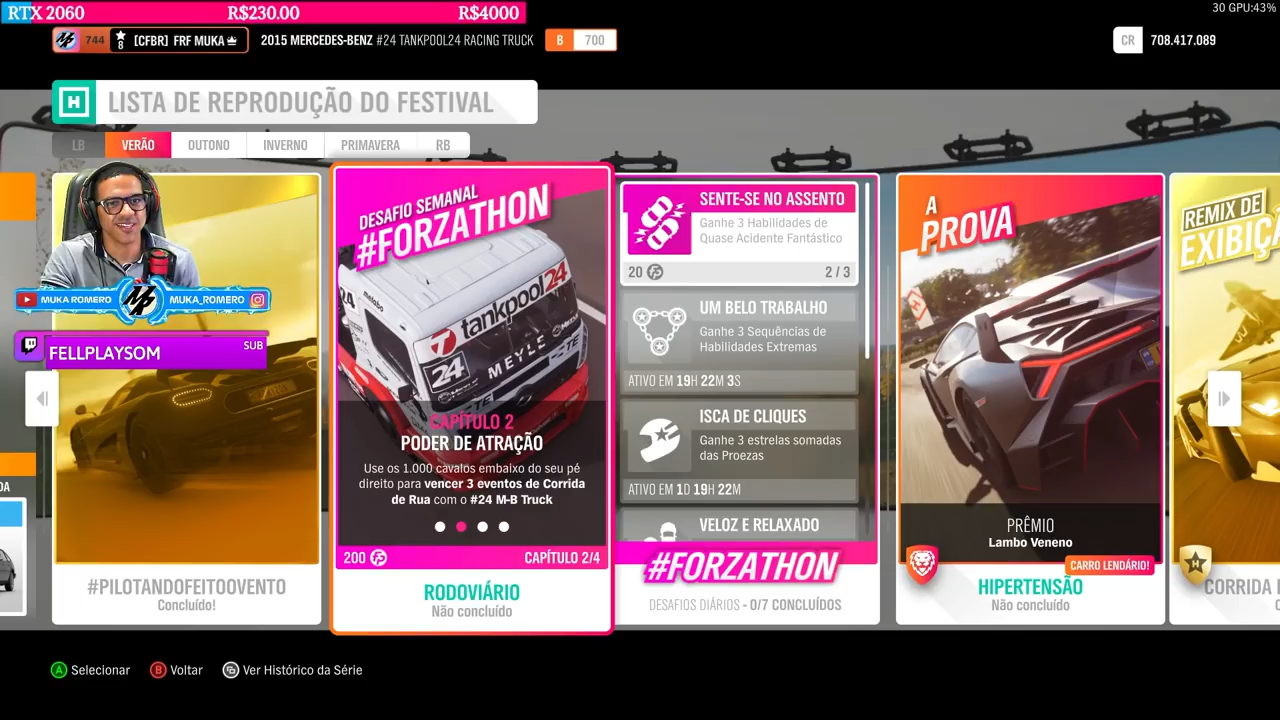 RTX 2060 R$230.00 R$4000
30 GPU:43%
744 8 [CFBR] FRF MUKA
2015 MERCEDES-BENZ #24 TANKPOOL24 RACING TRUCK
B 700
CR 708.417.089
H LISTA DE REPRODUÇÃO DO FESTIVAL
LB VERÃO OUTONO INVERNO PRIMAVERA RB
MUKA ROMERO MUKA_ROMERO
FELLPLAYSOM SUB
DA
#PILOTANDOFEITOOVENTO
Concluído!
DESAFIO SEMANAL
#FORZATHON
24
metabo
tankpool24
24
MEYLE
CAPÍTULO 2
PODER DE ATRAÇÃO
Use os 1.000 cavalos embaixo do seu pé
direito para vencer 3 eventos de Corrida
de Rua com o #24 M-B Truck
200 CAPÍTULO 2/4
RODOVIÁRIO
Não concluído
SENTE-SE NO ASSENTO
Ganhe 3 Habilidades de
Quase Acidente Fantástico
20 2 / 3
UM BELO TRABALHO
Ganhe 3 Sequências de
Habilidades Extremas
ATIVO EM 19H 22M 3S
ISCA DE CLIQUES
Ganhe 3 estrelas somadas
das Proezas
ATIVO EM 1D 19H 22M
VELOZ E RELAXADO
#FORZATHON
DESAFIOS DIÁRIOS - 0/7 CONCLUÍDOS
A
PROVA
PRÊMIO
Lambo Veneno
CARRO LENDÁRIO!
HIPERTENSÃO
Não concluído
REMIX DE
EXIBIÇ
CORRIDA
A Selecionar B Voltar Ver Histórico da Série